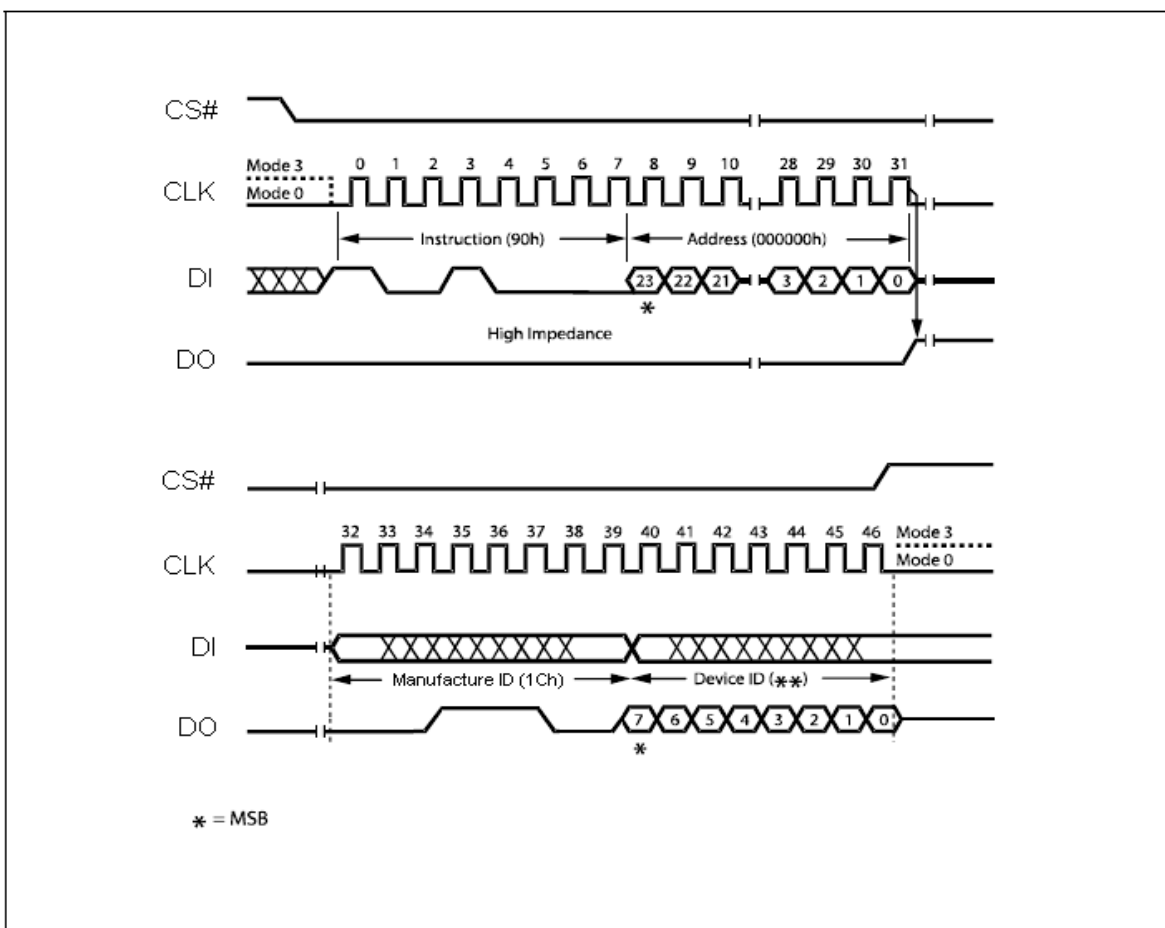 CS#
Mode 3 0 1 2 3 4 5 6 7 8 9 10 28 29 30 31
CLK Mode 0
Instruction (90h) Address (000000h)
DI 23 22 21 3 2 1 0
*
High Impedance
DO
CS#
32 33 34 35 36 37 38 39 40 41 42 43 44 45 46 Mode 3
CLK Mode 0
DI
Manufacture ID (1Ch) Device ID (**)
DO 7 6 5 4 3 2 1 0
*
* = MSB